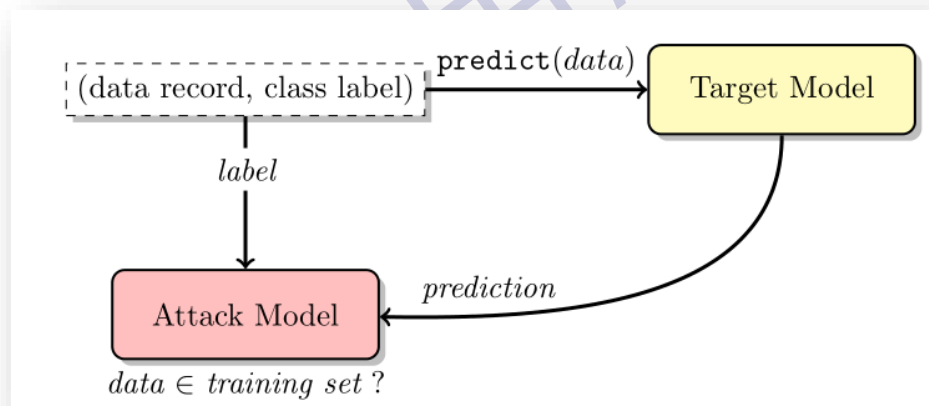 predict(data)
(data record, class label)
Target Model
label
prediction
Attack Model
data ∈ training set ?